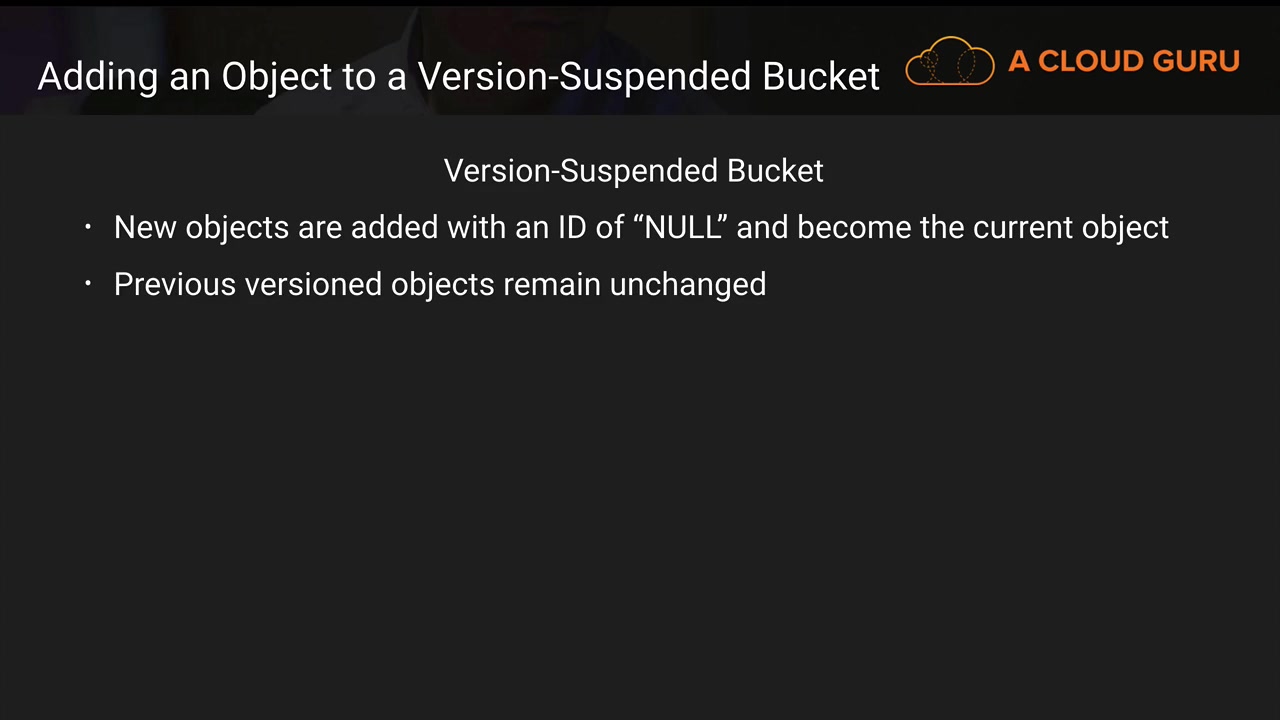 Adding an Object to a Version-Suspended Bucket
A CLOUD GURU
Version-Suspended Bucket
· New objects are added with an ID of “NULL” and become the current object
· Previous versioned objects remain unchanged